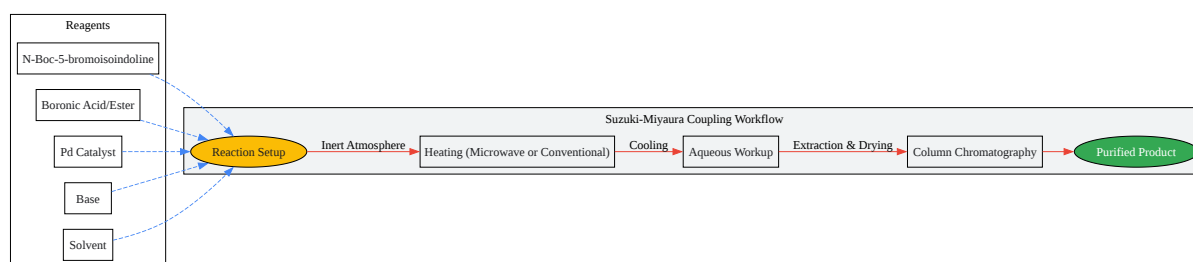 Reagents
N-Boc-5-bromoisoindoline
Boronic Acid/Ester
Pd Catalyst
Base
Solvent
Suzuki-Miyaura Coupling Workflow
Reaction Setup
Inert Atmosphere
Heating (Microwave or Conventional)
Cooling
Aqueous Workup
Extraction & Drying
Column Chromatography
Purified Product